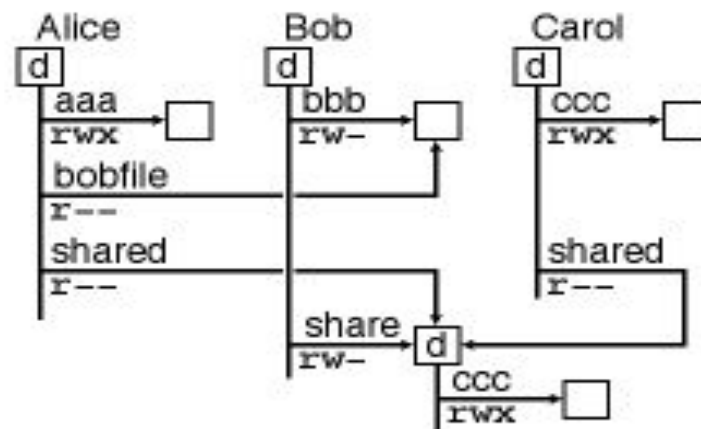 Alice Bob Carol
d d d
aaa bbb ccc
rwx rw- rwx
bobfile
r--
shared shared
r-- r--
share d
rw-
ccc
rwx